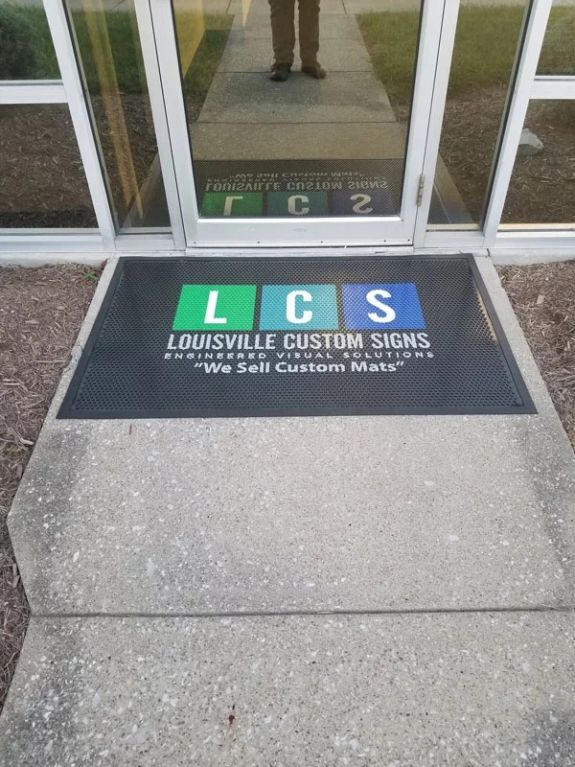 L C S
LOUISVILLE CUSTOM SIGNS
ENGINEERED VISUAL SOLUTIONS
"We Sell Custom Mats"